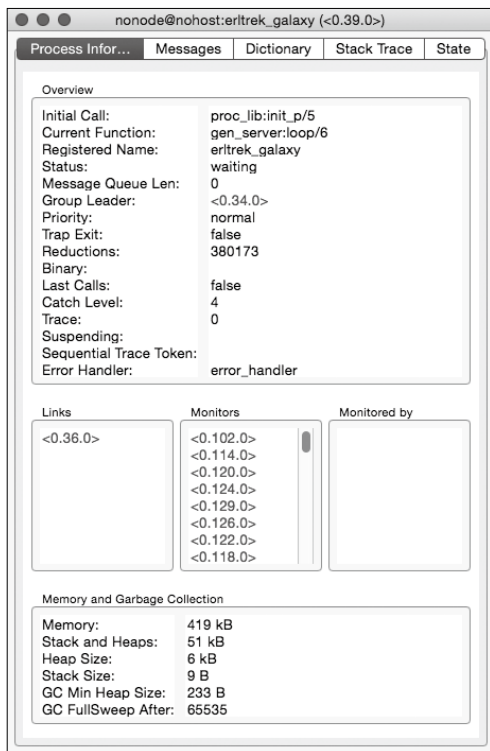 nonode@nohost:erltrek_galaxy (<0.39.0>)
Process Infor... Messages Dictionary Stack Trace State
Overview
Initial Call: proc_lib:init_p/5
Current Function: gen_server:loop/6
Registered Name: erltrek_galaxy
Status: waiting
Message Queue Len: 0
Group Leader: <0.34.0>
Priority: normal
Trap Exit: false
Reductions: 380173
Binary:
Last Calls: false
Catch Level: 4
Trace: 0
Suspending:
Sequential Trace Token:
Error Handler: error_handler
Links Monitors Monitored by
<0.36.0> <0.102.0>
<0.114.0>
<0.120.0>
<0.124.0>
<0.129.0>
<0.126.0>
<0.122.0>
<0.118.0>
Memory and Garbage Collection
Memory: 419 kB
Stack and Heaps: 51 kB
Heap Size: 6 kB
Stack Size: 9 B
GC Min Heap Size: 233 B
GC FullSweep After: 65535